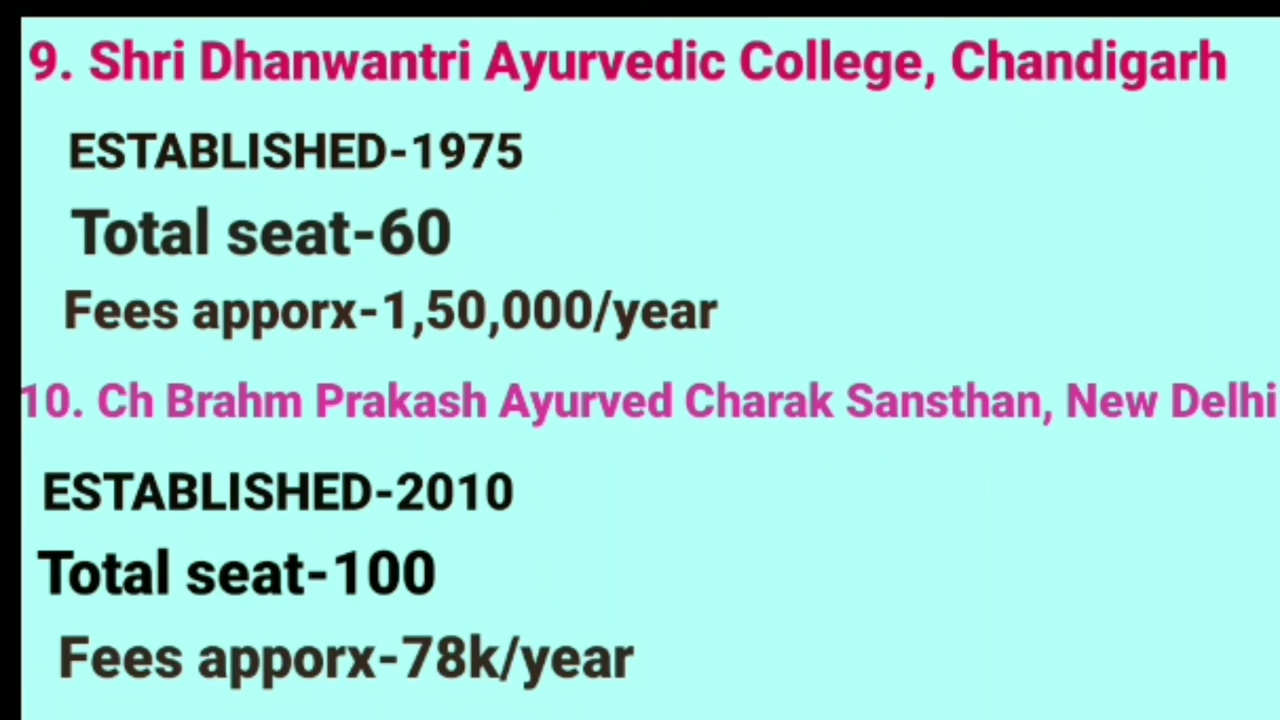 9. Shri Dhanwantri Ayurvedic College, Chandigarh
ESTABLISHED-1975
Total seat-60
Fees apporx-1,50,000/year
10. Ch Brahm Prakash Ayurved Charak Sansthan, New Delhi
ESTABLISHED-2010
Total seat-100
Fees apporx-78k/year